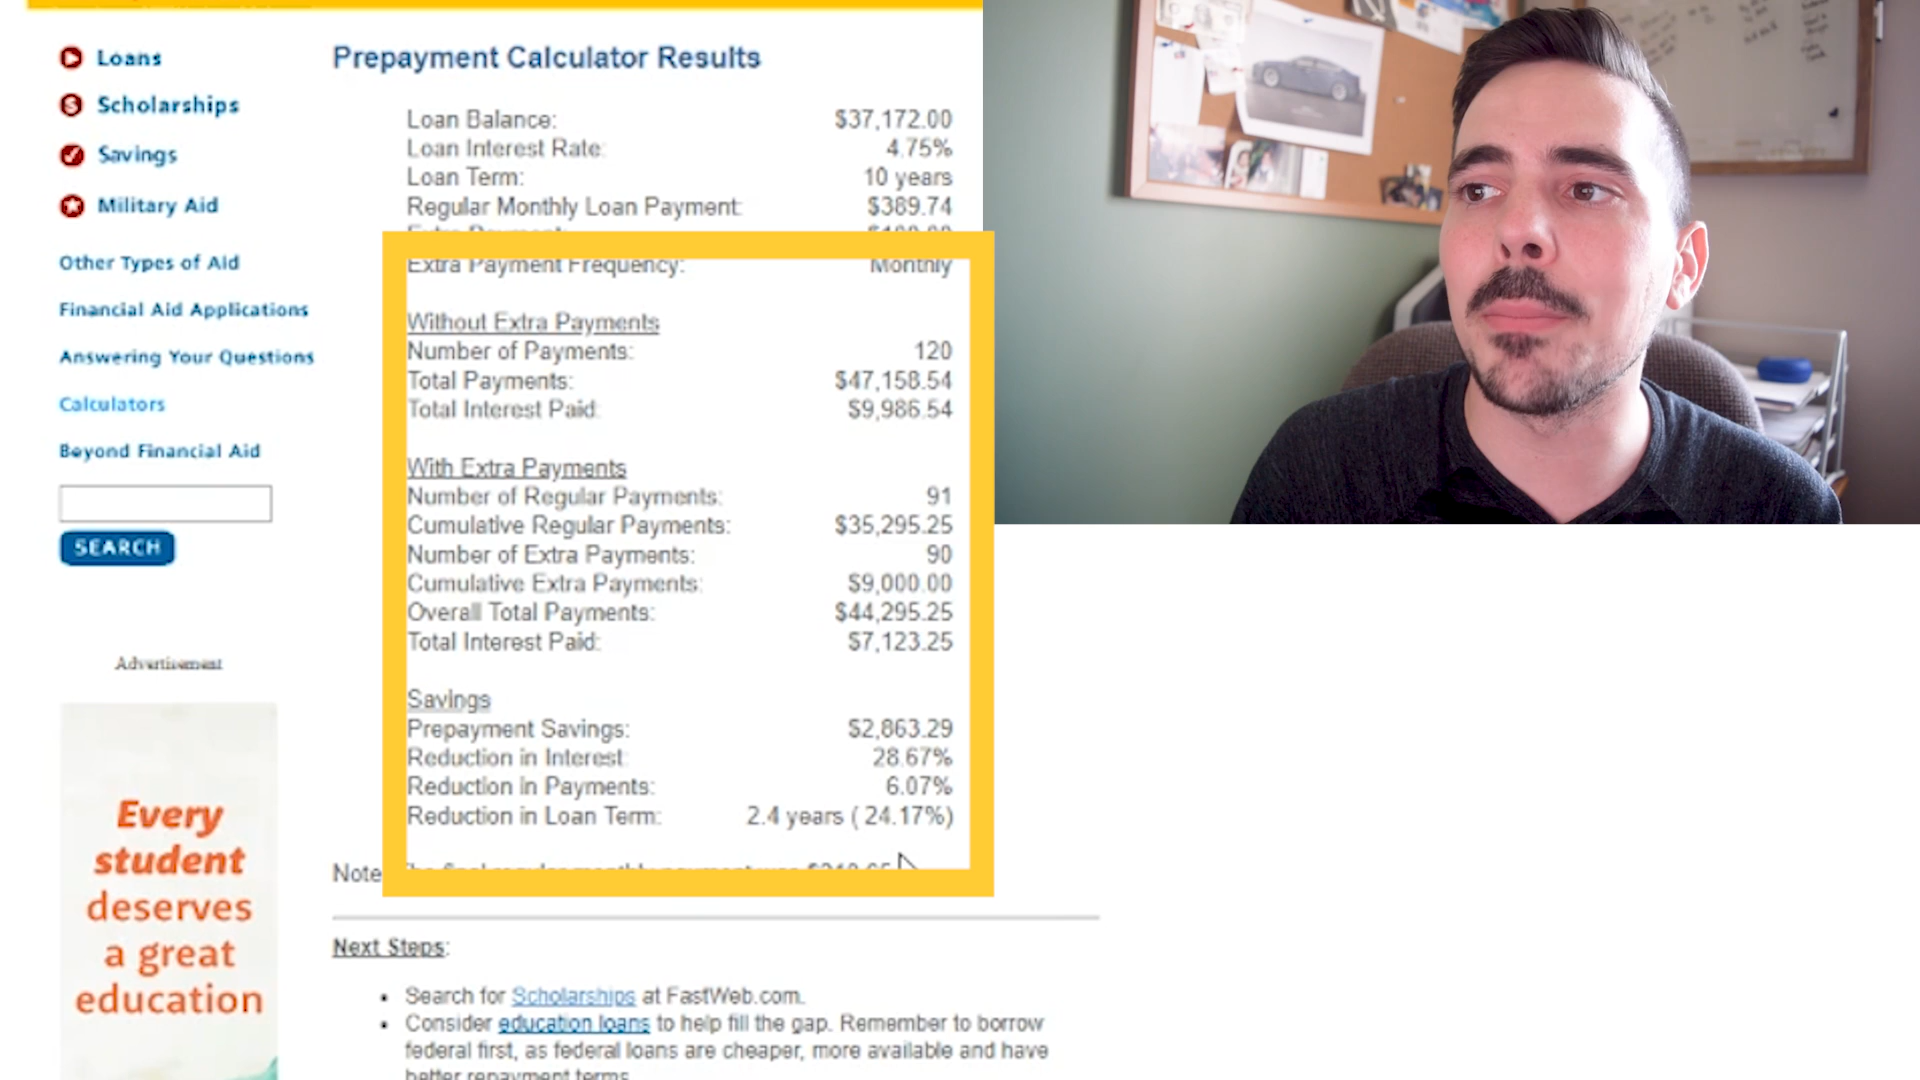 Loans
Scholarships
Savings
Military Aid
Other Types of Aid
Financial Aid Applications
Answering Your Questions
Calculators
Beyond Financial Aid
SEARCH
Advertisement
Every
student
deserves
a great
education
Prepayment Calculator Results
Loan Balance: $37,172.00
Loan Interest Rate: 4.75%
Loan Term: 10 years
Regular Monthly Loan Payment: $389.74
Extra Payment Frequency: Monthly
Without Extra Payments
Number of Payments: 120
Total Payments: $47,158.54
Total Interest Paid: $9,986.54
With Extra Payments
Number of Regular Payments: 91
Cumulative Regular Payments: $35,295.25
Number of Extra Payments: 90
Cumulative Extra Payments: $9,000.00
Overall Total Payments: $44,295.25
Total Interest Paid: $7,123.25
Savings
Prepayment Savings: $2,863.29
Reduction in Interest: 28.67%
Reduction in Payments: 6.07%
Reduction in Loan Term: 2.4 years ( 24.17%)
Note
Next Steps:
• Search for Scholarships at FastWeb.com.
• Consider education loans to help fill the gap. Remember to borrow
federal first, as federal loans are cheaper, more available and have
better repayment terms